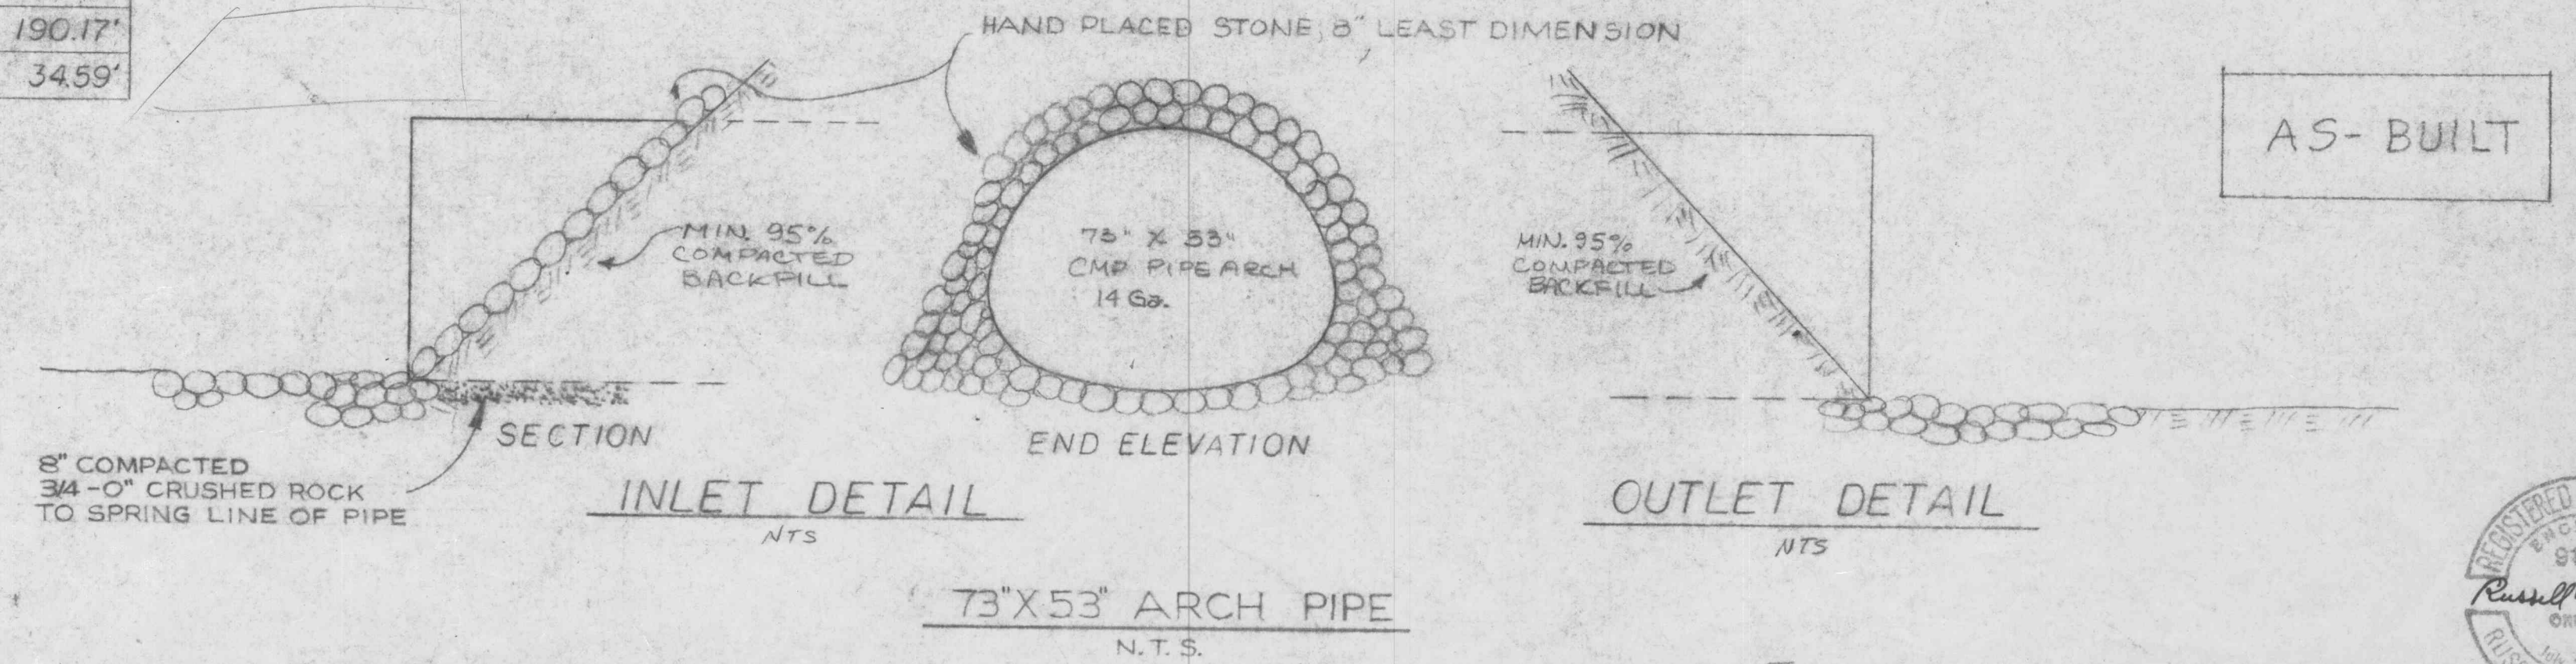 190.17'
34.59'
HAND PLACED STONE, 8" LEAST DIMENSION
AS-BUILT
MIN. 95%
COMPACTED
BACKFILL
73" X 53"
CMP PIPE ARCH
14 Ga.
MIN. 95%
COMPACTED
BACKFILL
SECTION
END ELEVATION
8" COMPACTED
3/4-0" CRUSHED ROCK
TO SPRING LINE OF PIPE
INLET DETAIL
NTS
OUTLET DETAIL
NTS
73"X53" ARCH PIPE
N.T.S.
REGISTERED
Russell